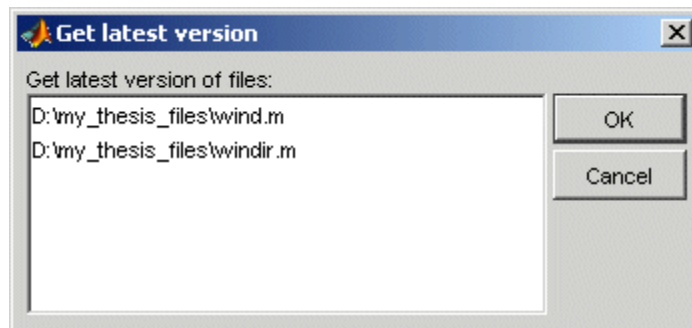 Get latest version
Get latest version of files:
D:\my_thesis_files\wind.m
D:\my_thesis_files\windir.m
OK
Cancel